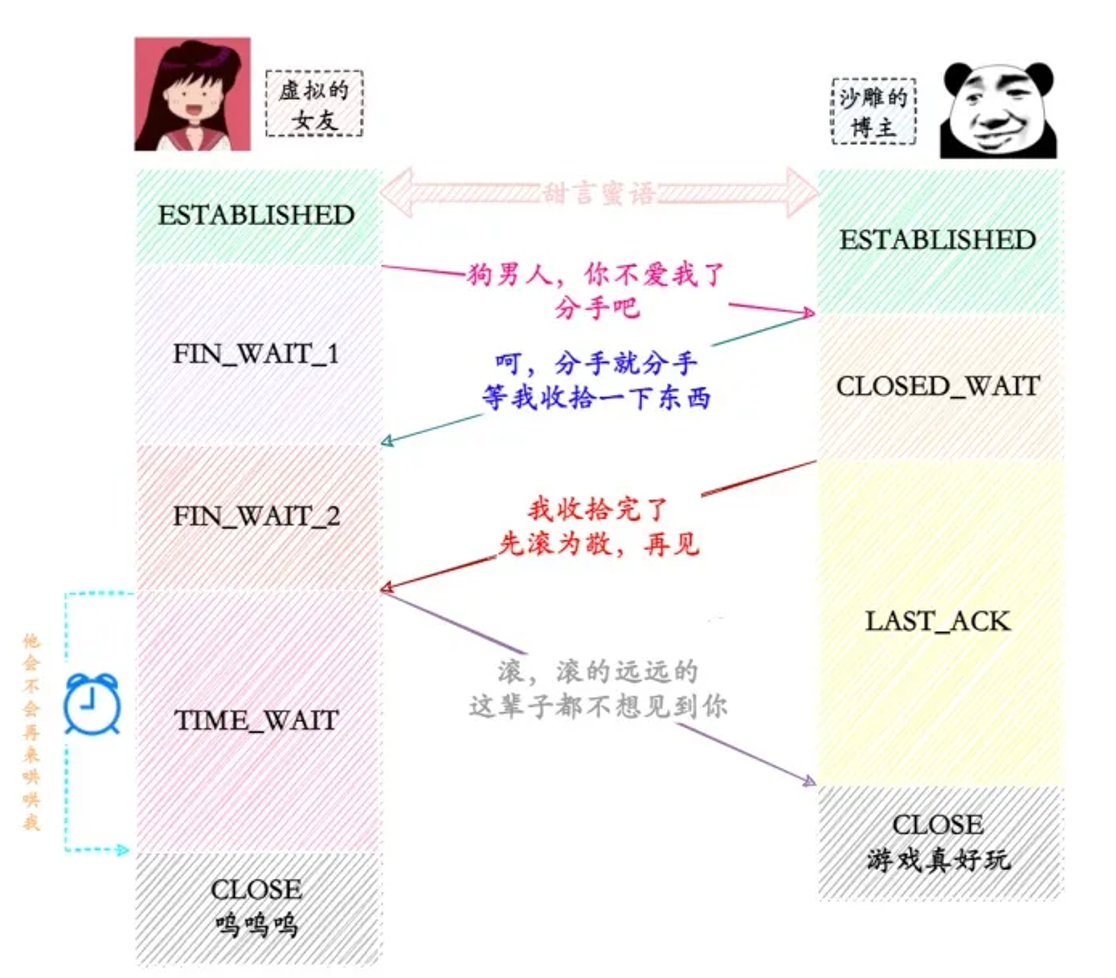 虚拟的
女友
沙雕的
博主
甜言蜜语
ESTABLISHED
ESTABLISHED
狗男人，你不爱我了
分手吧
FIN_WAIT_1
呵，分手就分手
等我收拾一下东西
CLOSED_WAIT
FIN_WAIT_2
我收拾完了
先滚为敬，再见
LAST_ACK
他会不会再来哄哄我
滚，滚的远远的
这辈子都不想见到你
TIME_WAIT
CLOSE
游戏真好玩
CLOSE
呜呜呜